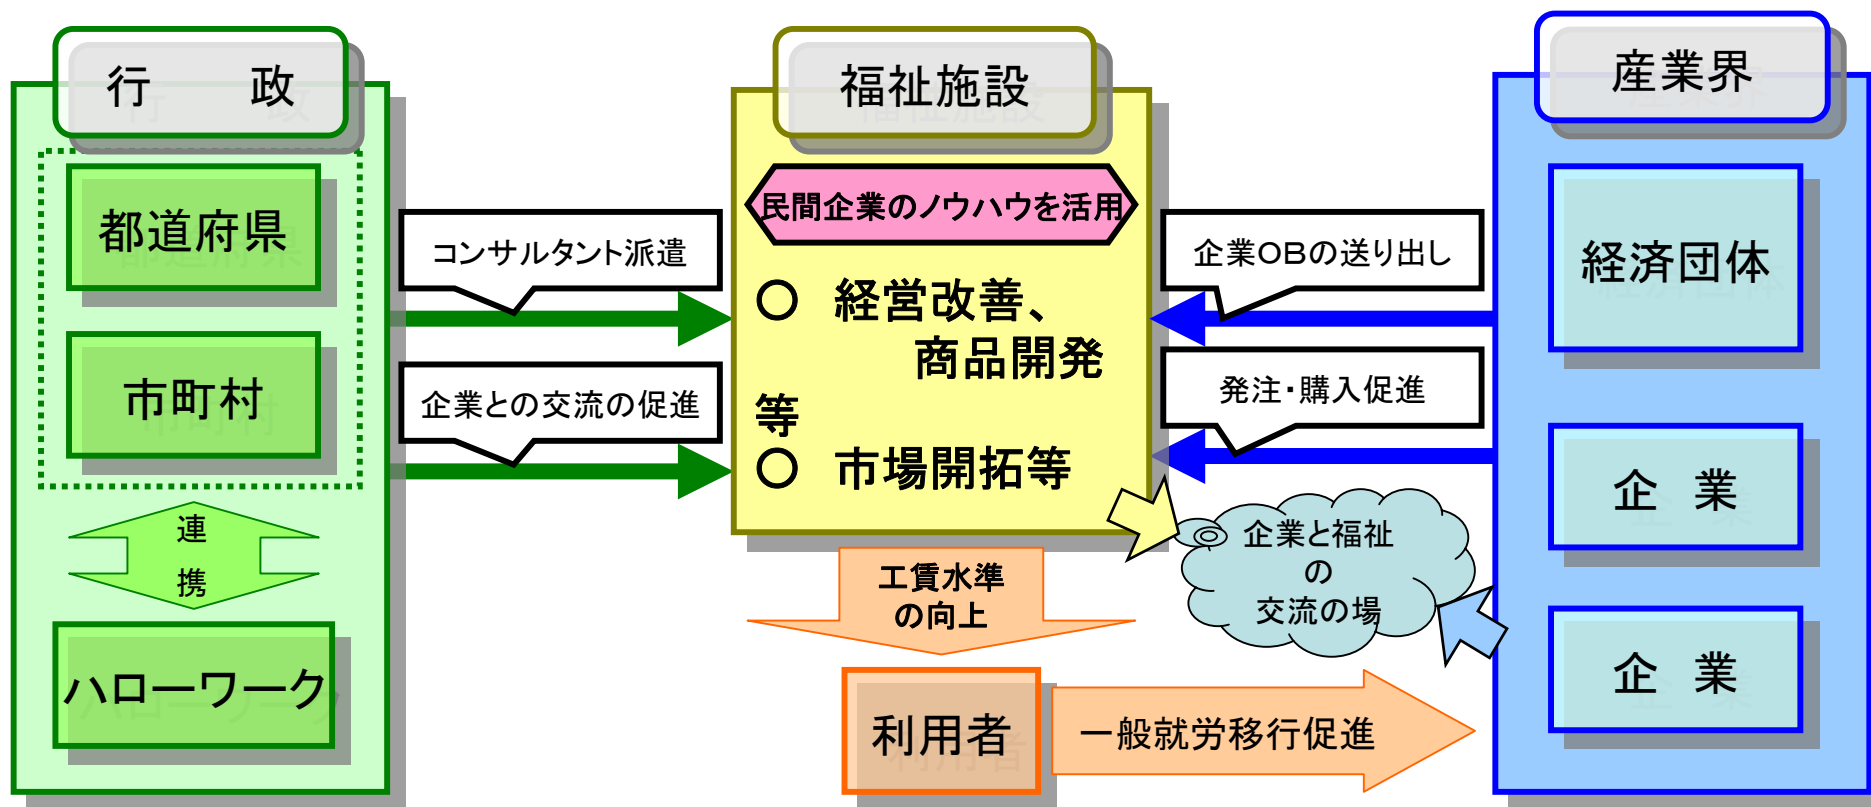 行　政
都道府県
市町村
連
携
ハローワーク
コンサルタント派遣
企業との交流の促進
福祉施設
民間企業のノウハウを活用
○　経営改善、
商品開発
等
○　市場開拓等
工賃水準
の向上
利用者
一般就労移行促進
企業OBの送り出し
発注・購入促進
企業と福祉
の
交流の場
産業界
経済団体
企　業
企　業